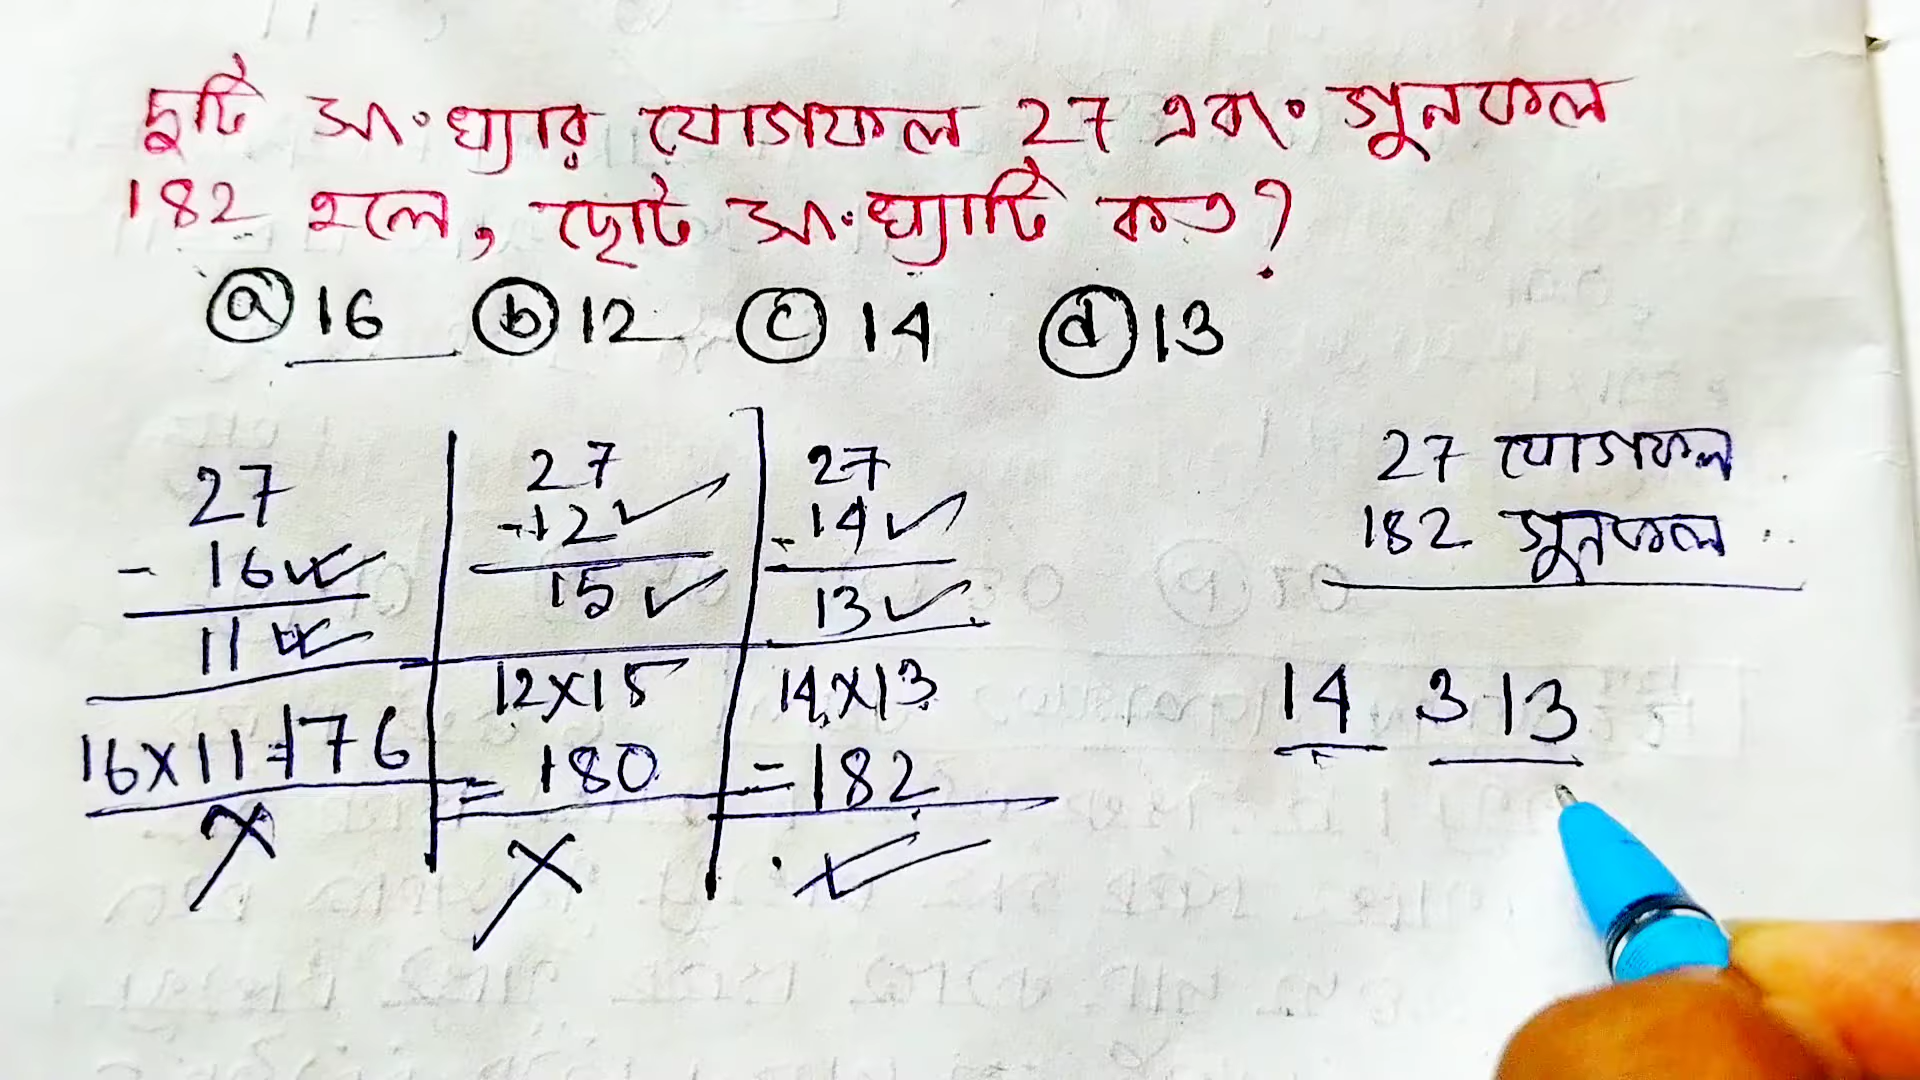 দুটি সংখ্যার যোগফল 27 এবং গুনফল
182 হলে, ছোট সংখ্যাটি কত?
ⓐ 16 ⓑ 12 ⓒ 14 ⓓ 13
27
- 16
11
16×11=176
27
-12
15
12×15
= 180
27
- 14
13
14×13
= 182
27 যোগফল
182 গুনফল
14 ও 13